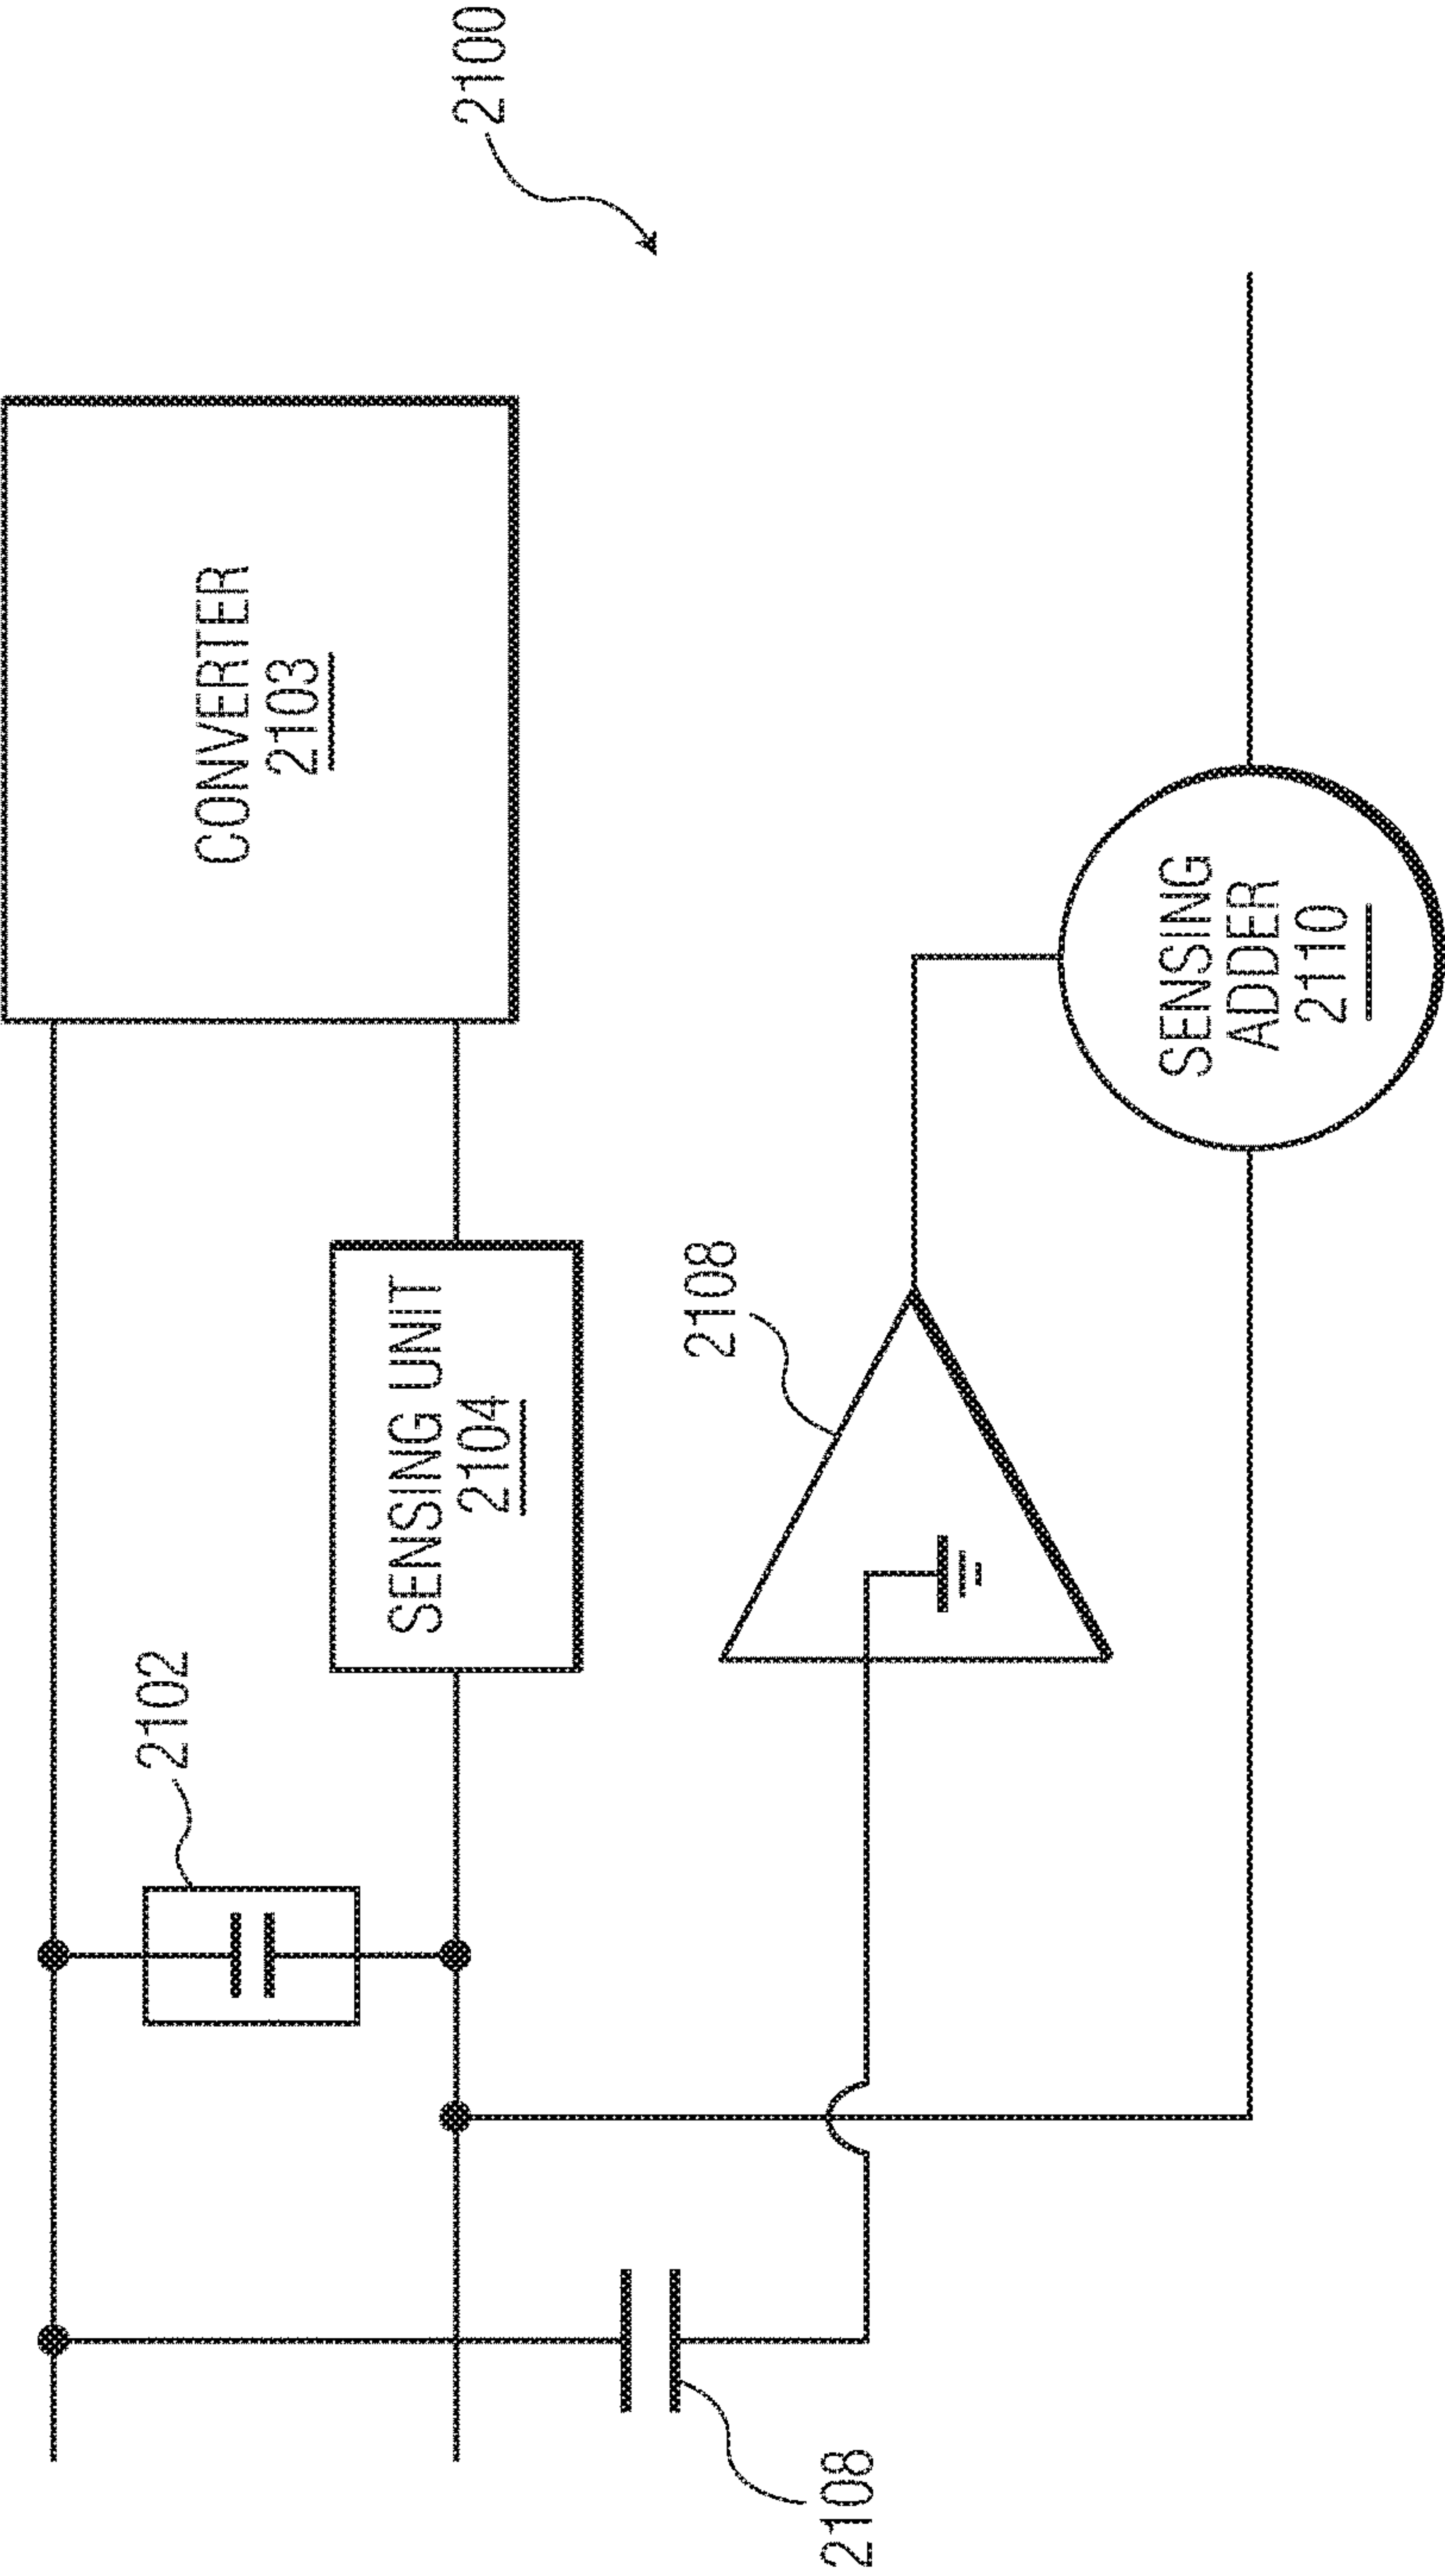 2100
CONVERTER
2103
2102
SENSING UNIT
2104
2108
SENSING
ADDER
2110
2108